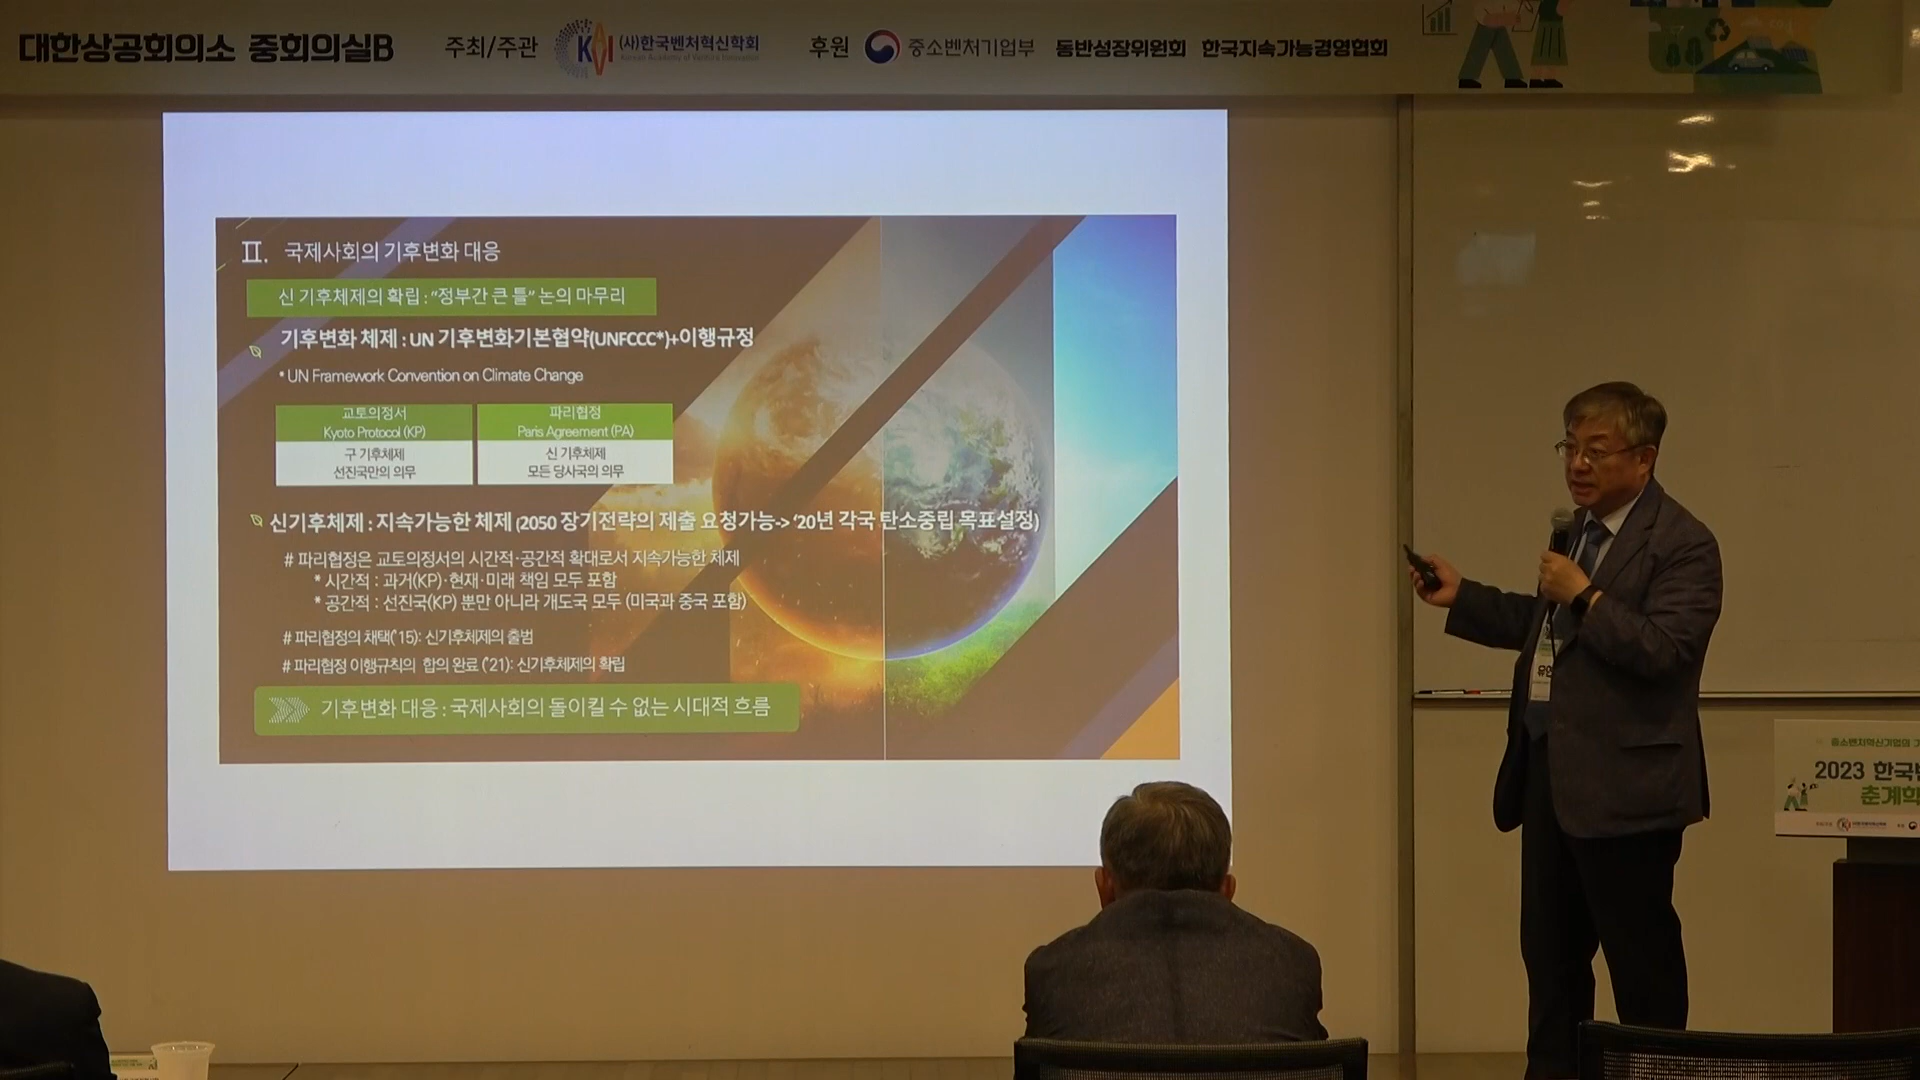 대한상공회의소 중회의실B 주최/주관 (사)한국벤처혁신학회 후원 중소벤처기업부 동반성장위원회 한국지속가능경영협회
Korean Academy of Venture Innovation
II. 국제사회의 기후변화 대응
신 기후체제의 확립 : "정부간 큰 틀" 논의 마무리
기후변화 체제 : UN 기후변화기본협약(UNFCCC*)+이행규정
* UN Framework Convention on Climate Change
교토의정서
Kyoto Protocol (KP)
구 기후체제
선진국만의 의무
파리협정
Paris Agreement (PA)
신 기후체제
모든 당사국의 의무
신기후체제 : 지속가능한 체제 (2050 장기전략의 제출 요청가능-> '20년 각국 탄소중립 목표설정)
# 파리협정은 교토의정서의 시간적·공간적 확대로서 지속가능한 체제
* 시간적 : 과거(KP)·현재·미래 책임 모두 포함
* 공간적 : 선진국(KP) 뿐만 아니라 개도국 모두 (미국과 중국 포함)
# 파리협정의 채택('15): 신기후체제의 출범
# 파리협정 이행규칙의 합의 완료 ('21): 신기후체제의 확립
기후변화 대응 : 국제사회의 돌이킬 수 없는 시대적 흐름
중소벤처혁신기업의
2023 한국
춘계학